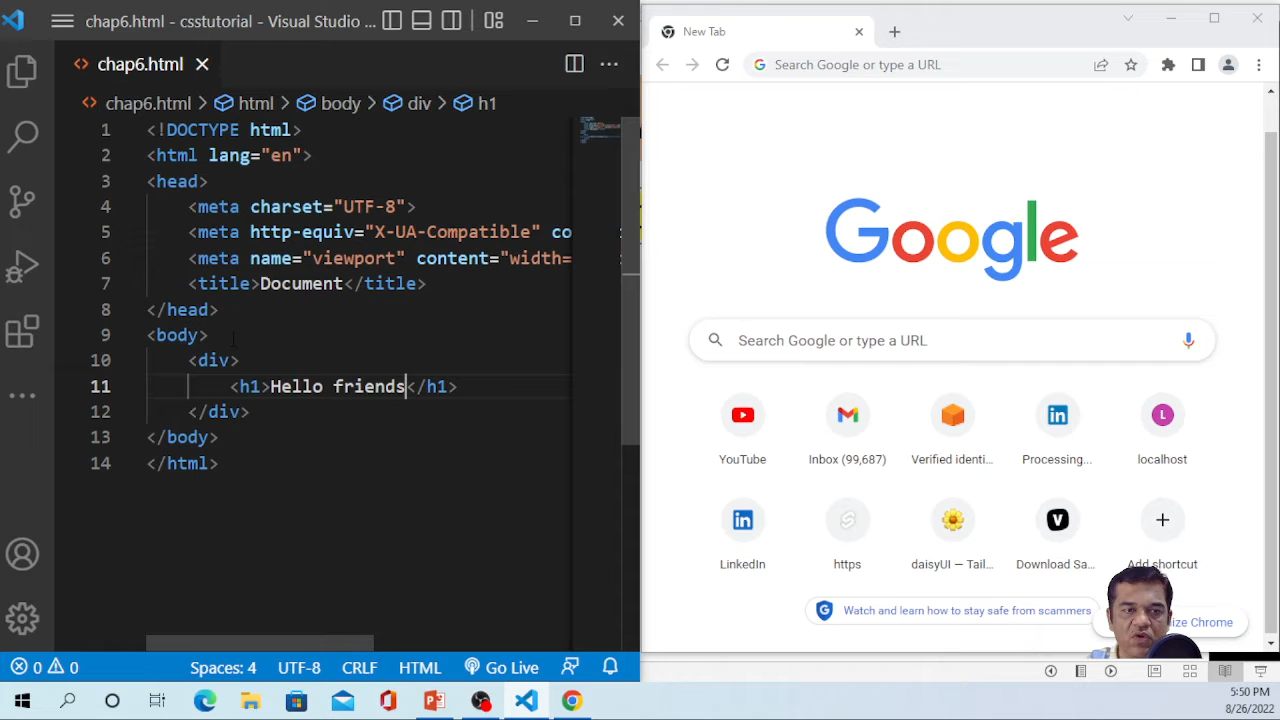 chap6.html - csstutorial - Visual Studio ...
chap6.html
chap6.html > html > body > div > h1
1 <!DOCTYPE html>
2 <html lang="en">
3 <head>
4 <meta charset="UTF-8">
5 <meta http-equiv="X-UA-Compatible" co
6 <meta name="viewport" content="width=
7 <title>Document</title>
8 </head>
9 <body>
10 <div>
11 <h1>Hello friends</h1>
12 </div>
13 </body>
14 </html>
0 0 Spaces: 4 UTF-8 CRLF HTML Go Live
New Tab
Search Google or type a URL
Google
Search Google or type a URL
YouTube Inbox (99,687) Verified identi... Processing... localhost
LinkedIn https daisyUI — Tail... Download Sa... Add shortcut
Watch and learn how to stay safe from scammers
ize Chrome
5:50 PM
8/26/2022